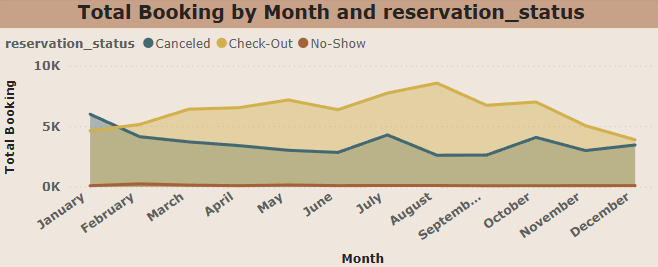 Total Booking by Month and reservation_status
reservation_status Canceled Check-Out No-Show
10K
5K
0K
Total Booking
January
February
March
April
May
June
July
August
Septemb...
October
November
December
Month